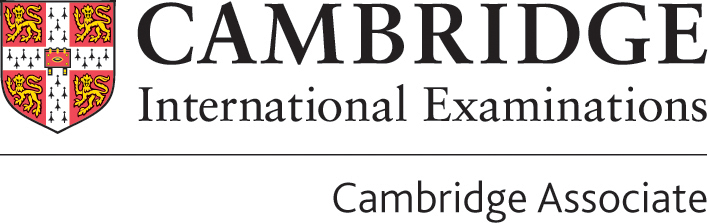 CAMBRIDGE
International Examinations
Cambridge Associate